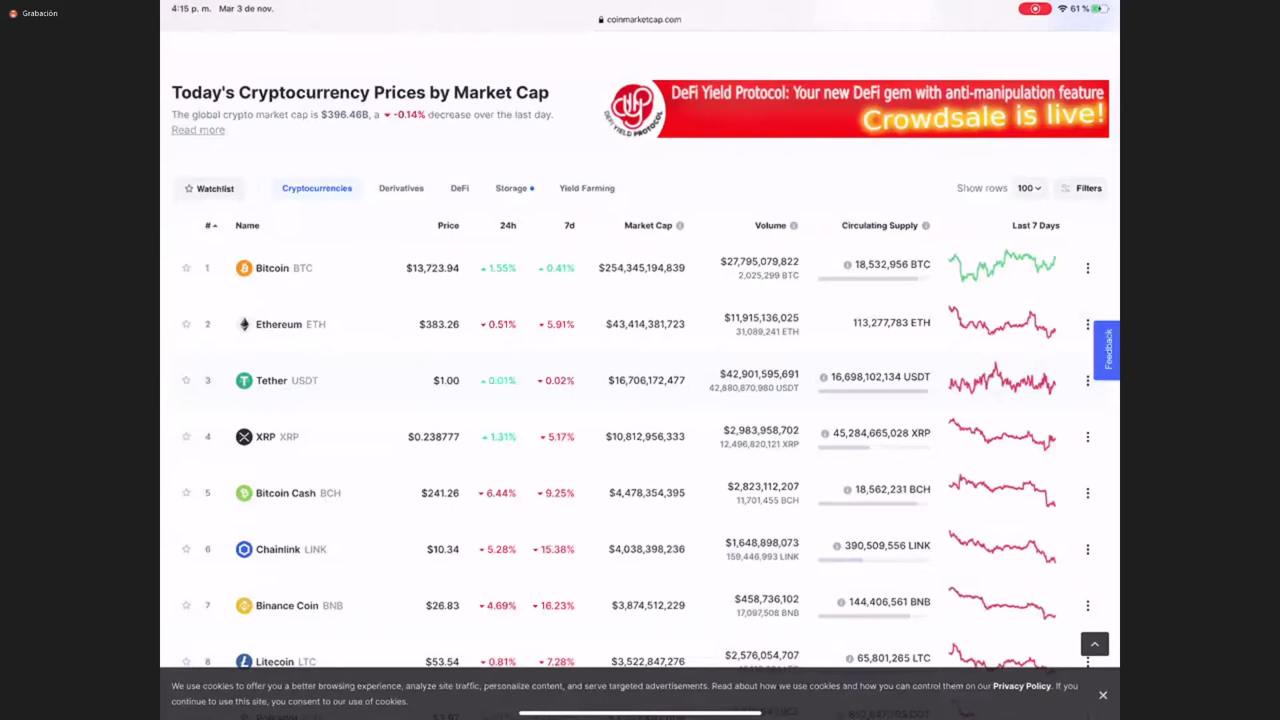 Grabación
4:15 p. m. Mar 3 de nov.
coinmarketcap.com
61 %
Today's Cryptocurrency Prices by Market Cap
The global crypto market cap is $396.46B, a -0.14% decrease over the last day.
Read more
DEFI YIELD PROTOCOL
DeFi Yield Protocol: Your new DeFi gem with anti-manipulation feature
Crowdsale is live!
Watchlist Cryptocurrencies Derivatives DeFi Storage Yield Farming Show rows 100 Filters
# Name Price 24h 7d Market Cap Volume Circulating Supply Last 7 Days
1 Bitcoin BTC $13,723.94 1.55% 0.41% $254,345,194,839 $27,795,079,822 18,532,956 BTC
2,025,299 BTC
2 Ethereum ETH $383.26 0.51% 5.91% $43,414,381,723 $11,915,136,025 113,277,783 ETH
31,089,241 ETH
Feedback
3 Tether USDT $1.00 0.01% 0.02% $16,706,172,477 $42,901,595,691 16,698,102,134 USDT
42,880,870,980 USDT
4 XRP XRP $0.238777 1.31% 5.17% $10,812,956,333 $2,983,958,702 45,284,665,028 XRP
12,496,820,121 XRP
5 Bitcoin Cash BCH $241.26 6.44% 9.25% $4,478,354,395 $2,823,112,207 18,562,231 BCH
11,701,455 BCH
6 Chainlink LINK $10.34 5.28% 15.38% $4,038,398,236 $1,648,898,073 390,509,556 LINK
159,446,993 LINK
7 Binance Coin BNB $26.83 4.69% 16.23% $3,874,512,229 $458,736,102 144,406,561 BNB
17,097,508 BNB
8 Litecoin LTC $53.54 0.81% 7.28% $3,522,847,276 $2,576,054,707 65,801,265 LTC
We use cookies to offer you a better browsing experience, analyze site traffic, personalize content, and serve targeted advertisements. Read about how we use cookies and how you can control them on our Privacy Policy. If you
continue to use this site, you consent to our use of cookies.